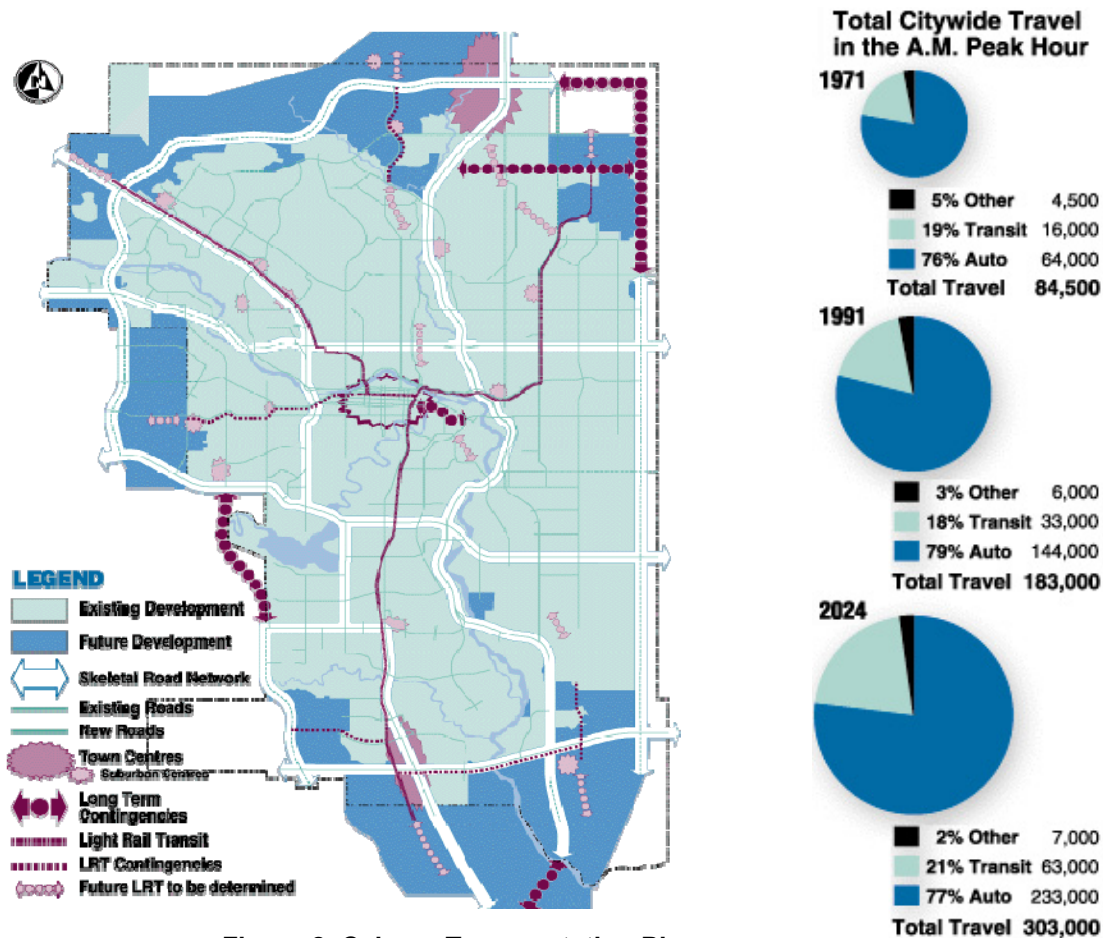 Total Citywide Travel
in the A.M. Peak Hour
1971
5% Other 4,500
19% Transit 16,000
76% Auto 64,000
Total Travel 84,500
1991
3% Other 6,000
18% Transit 33,000
79% Auto 144,000
Total Travel 183,000
2024
2% Other 7,000
21% Transit 63,000
77% Auto 233,000
Total Travel 303,000
LEGEND
Existing Development
Future Development
Skeletal Road Network
Existing Roads
New Roads
Town Centres
Suburban Centres
Long Term
Contingencies
Light Rail Transit
LRT Contingencies
Future LRT to be determined